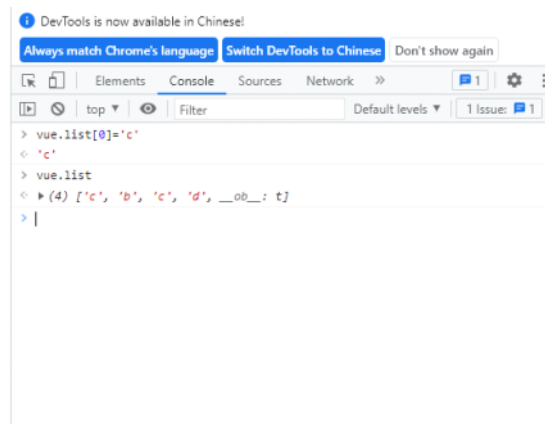 DevTools is now available in Chinese!
Always match Chrome's language Switch DevTools to Chinese Don't show again
Elements Console Sources Network » 1
top ▼ Filter Default levels ▼ 1 Issue: 1
> vue.list[0]='c'
< 'c'
> vue.list
< ▶ (4) ['c', 'b', 'c', 'd', __ob__: t]
>